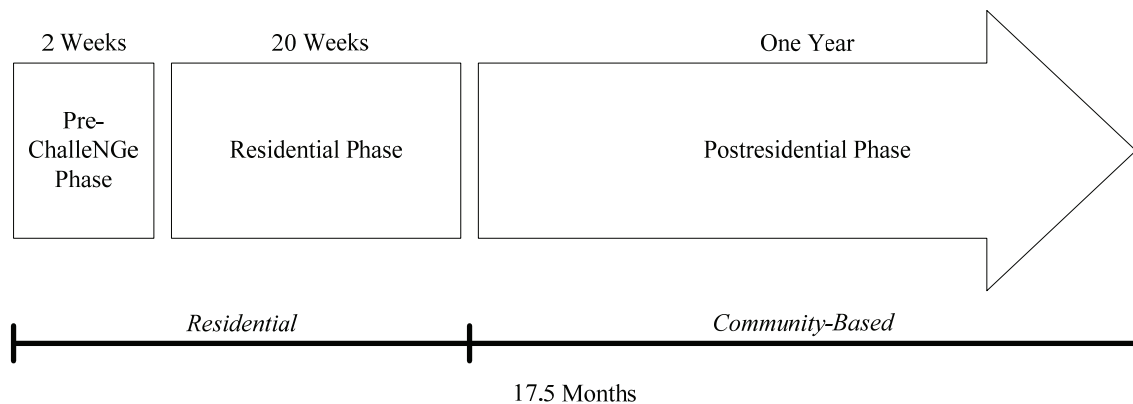 2 Weeks
20 Weeks
One Year
Pre-
ChalleNGe
Phase
Residential Phase
Postresidential Phase
Residential
Community-Based
17.5 Months